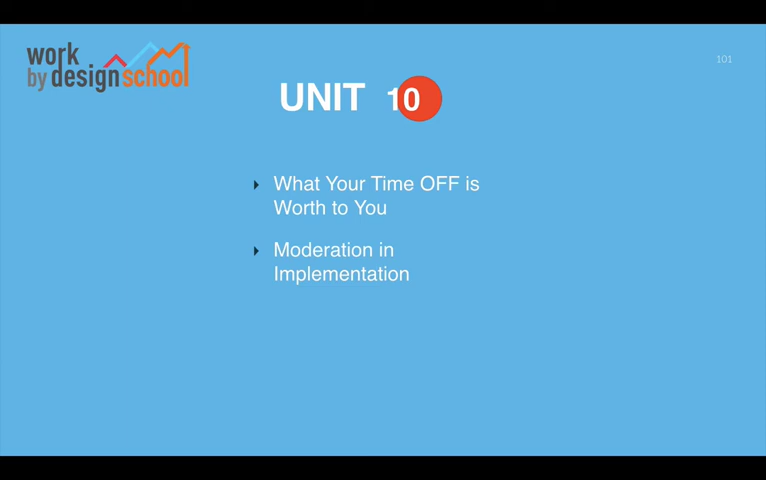 work
by designschool
101
UNIT 10
What Your Time OFF is
Worth to You
Moderation in
Implementation